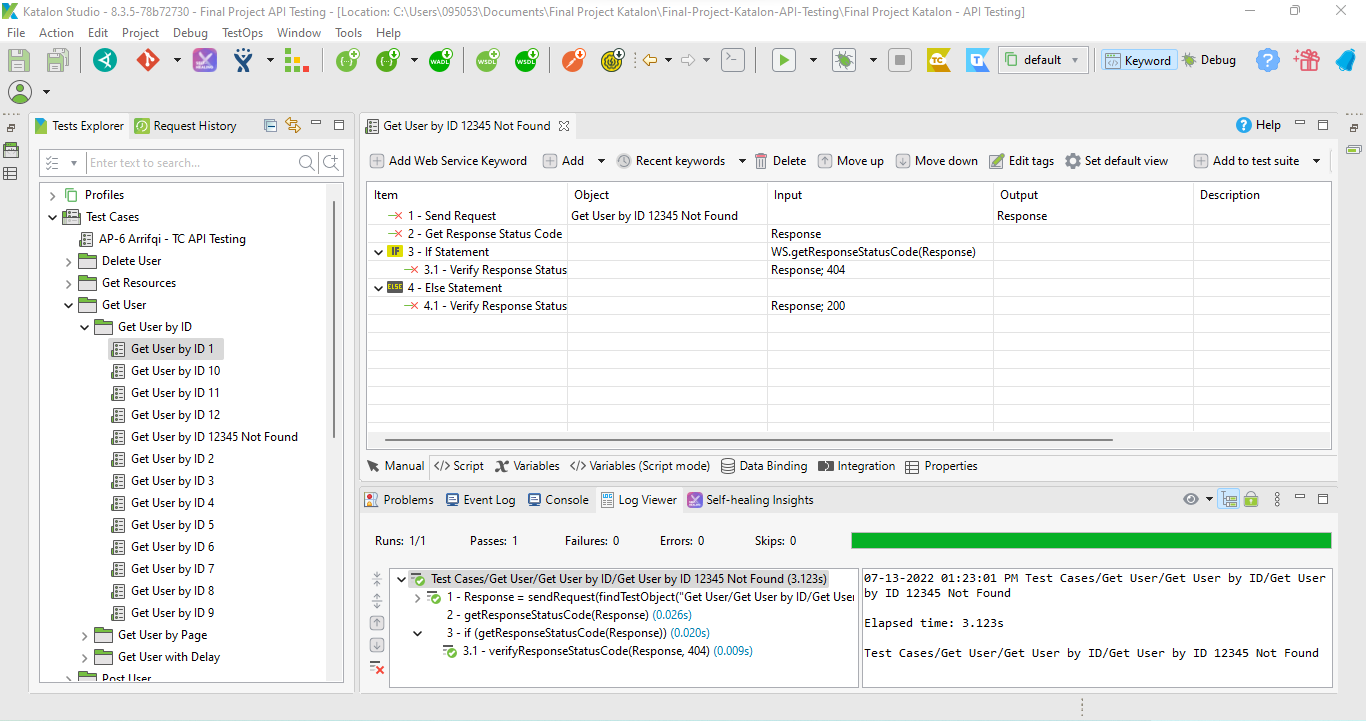 Katalon Studio - 8.3.5-78b72730 - Final Project API Testing - [Location: C:\Users\095053\Documents\Final Project Katalon\Final-Project-Katalon-API-Testing\Final Project Katalon - API Testing]
File Action Edit Project Debug TestOps Window Tools Help
default Keyword Debug
Tests Explorer Request History
Enter text to search...
Profiles
Test Cases
AP-6 Arrifqi - TC API Testing
Delete User
Get Resources
Get User
Get User by ID
Get User by ID 1
Get User by ID 10
Get User by ID 11
Get User by ID 12
Get User by ID 12345 Not Found
Get User by ID 2
Get User by ID 3
Get User by ID 4
Get User by ID 5
Get User by ID 6
Get User by ID 7
Get User by ID 8
Get User by ID 9
Get User by Page
Get User with Delay
Post User
Get User by ID 12345 Not Found Help
Add Web Service Keyword Add Recent keywords Delete Move up Move down Edit tags Set default view Add to test suite
Item Object Input Output Description
1 - Send Request Get User by ID 12345 Not Found Response
2 - Get Response Status Code Response
IF 3 - If Statement WS.getResponseStatusCode(Response)
3.1 - Verify Response Status Response; 404
ELSE 4 - Else Statement
4.1 - Verify Response Status Response; 200
Manual </> Script Variables </> Variables (Script mode) Data Binding Integration Properties
Problems Event Log Console Log Viewer Self-healing Insights
Runs: 1/1 Passes: 1 Failures: 0 Errors: 0 Skips: 0
Test Cases/Get User/Get User by ID/Get User by ID 12345 Not Found (3.123s)
1 - Response = sendRequest(findTestObject("Get User/Get User by ID/Get User
2 - getResponseStatusCode(Response) (0.026s)
3 - if (getResponseStatusCode(Response)) (0.020s)
3.1 - verifyResponseStatusCode(Response, 404) (0.009s)
07-13-2022 01:23:01 PM Test Cases/Get User/Get User by ID/Get User
by ID 12345 Not Found
Elapsed time: 3.123s
Test Cases/Get User/Get User by ID/Get User by ID 12345 Not Found